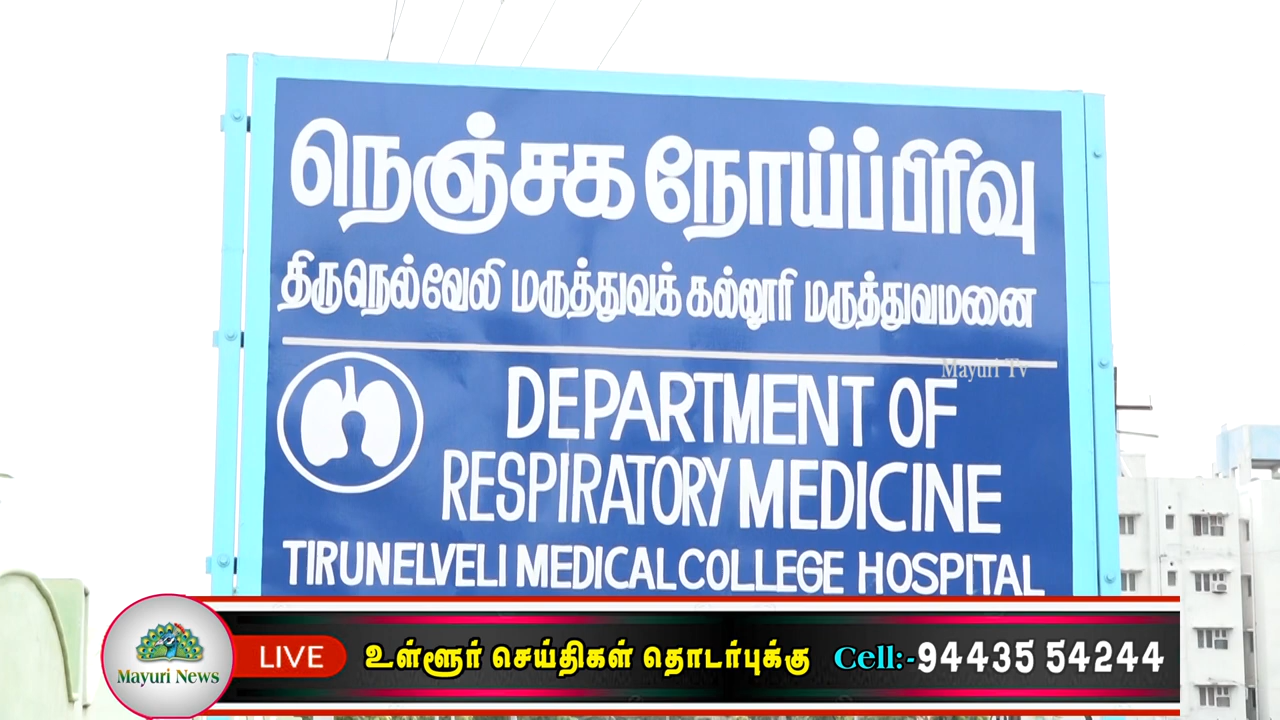 நெஞ்சக நோய்ப்பிரிவு
திருநெல்வேலி மருத்துவக் கல்லூரி மருத்துவமனை
Mayuri Tv
DEPARTMENT OF
RESPIRATORY MEDICINE
TIRUNELVELI MEDICAL COLLEGE HOSPITAL
Mayuri News
LIVE உள்ளூர் செய்திகள் தொடர்புக்கு Cell:-94435 54244